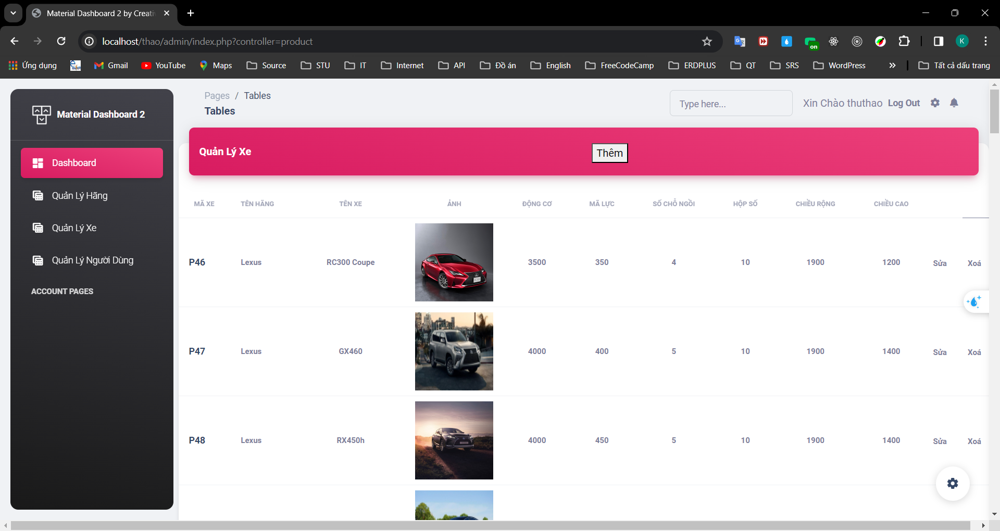 Material Dashboard 2 by Creati
localhost/thao/admin/index.php?controller=product
K
on
Ứng dụng Gmail YouTube Maps Source STU IT Internet API Đồ án English FreeCodeCamp ERDPLUS QT SRS WordPress Tất cả dấu trang
Material Dashboard 2
Dashboard
Quản Lý Hãng
Quản Lý Xe
Quản Lý Người Dùng
ACCOUNT PAGES
Pages / Tables
Tables
Type here...
Xin Chào thuthao Log Out
Quản Lý Xe
Thêm
MÃ XE TÊN HÃNG TÊN XE ẢNH ĐỘNG CƠ MÃ LỰC SỐ CHỖ NGỒI HỘP SỐ CHIỀU RỘNG CHIỀU CAO
P46 Lexus RC300 Coupe 3500 350 4 10 1900 1200 Sửa Xoá
P47 Lexus GX460 4000 400 5 10 1900 1400 Sửa Xoá
P48 Lexus RX450h 4000 450 5 10 1900 1400 Sửa Xoá